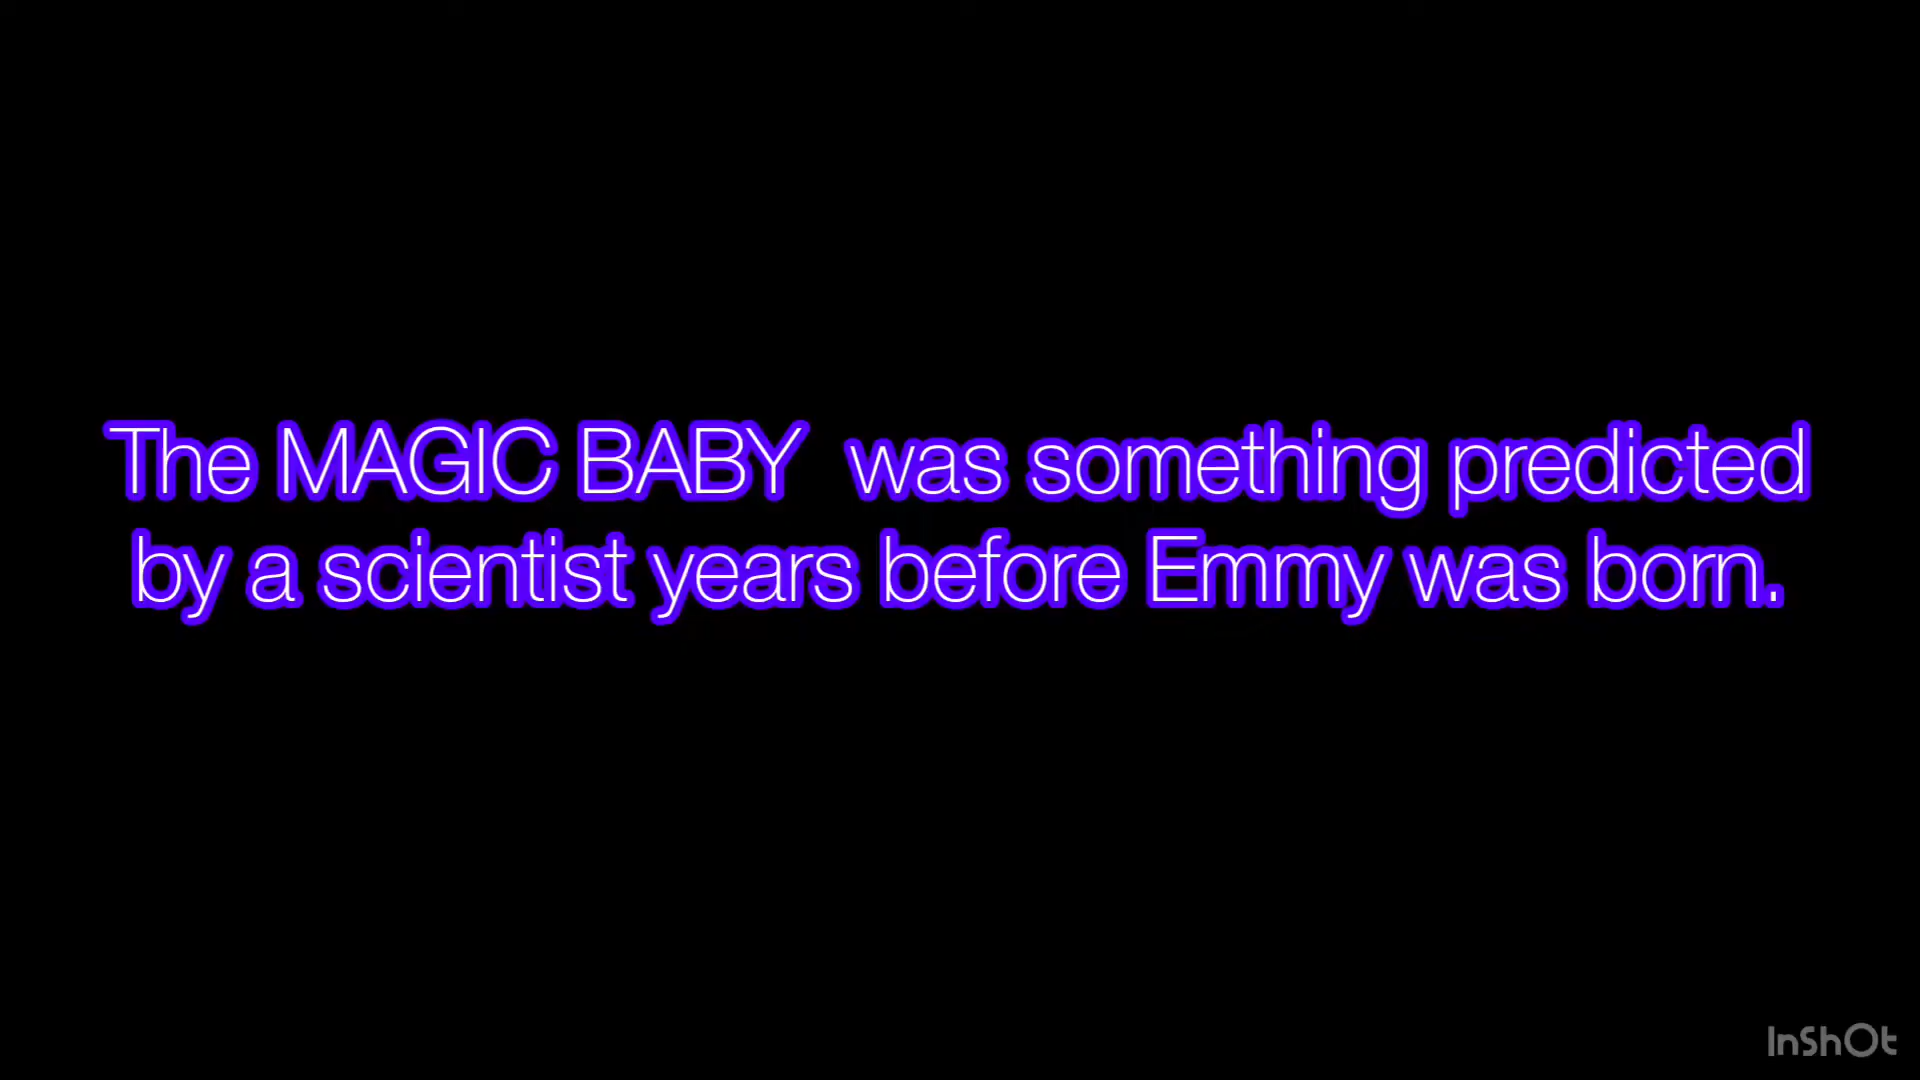 The MAGIC BABY  was something predicted
by a scientist years before Emmy was born.
InShOt